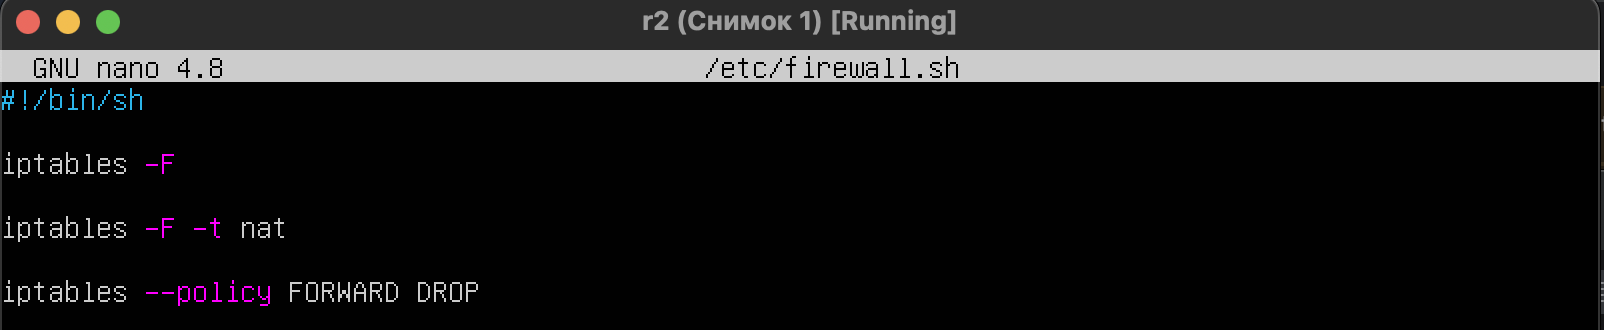 r2 (Снимок 1) [Running]
GNU nano 4.8 /etc/firewall.sh
#!/bin/sh
iptables -F
iptables -F -t nat
iptables --policy FORWARD DROP